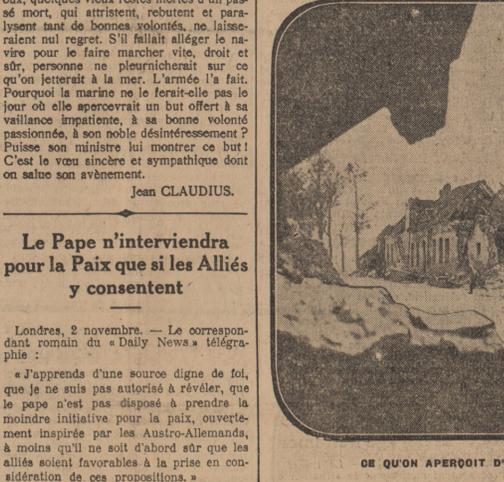 sé mort, qui attristent, rebutent et para-
lysent tant de bonnes volontés, ne laisse-
raient nul regret. S'il fallait alléger le na-
vire pour le faire marcher vite, droit et
sûr, personne ne pleurnicherait sur ce
qu'on jetterait à la mer. L'armée l'a fait.
Pourquoi la marine ne le ferait-elle pas le
jour où elle apercevrait un but offert à sa
vaillance impatiente, à sa bonne volonté
passionnée, à son noble désintéressement ?
Puisse son ministre lui montrer ce but !
C'est le vœu sincère et sympathique dont
on salue son avènement.
Jean CLAUDIUS.
Le Pape n'interviendra
pour la Paix que si les Alliés
y consentent
Londres, 2 novembre. — Le correspon-
dant romain du « Daily News » télégra-
phie :
« J'apprends d'une source digne de foi,
que je ne suis pas autorisé à révéler, que
le pape n'est pas disposé à prendre la
moindre initiative pour la paix, ouverte-
ment inspirée par les Austro-Allemands,
à moins qu'il ne soit d'abord sûr que les
alliés soient favorables à la prise en con-
sidération de ces propositions. »
CE QU'ON APERÇOIT D'